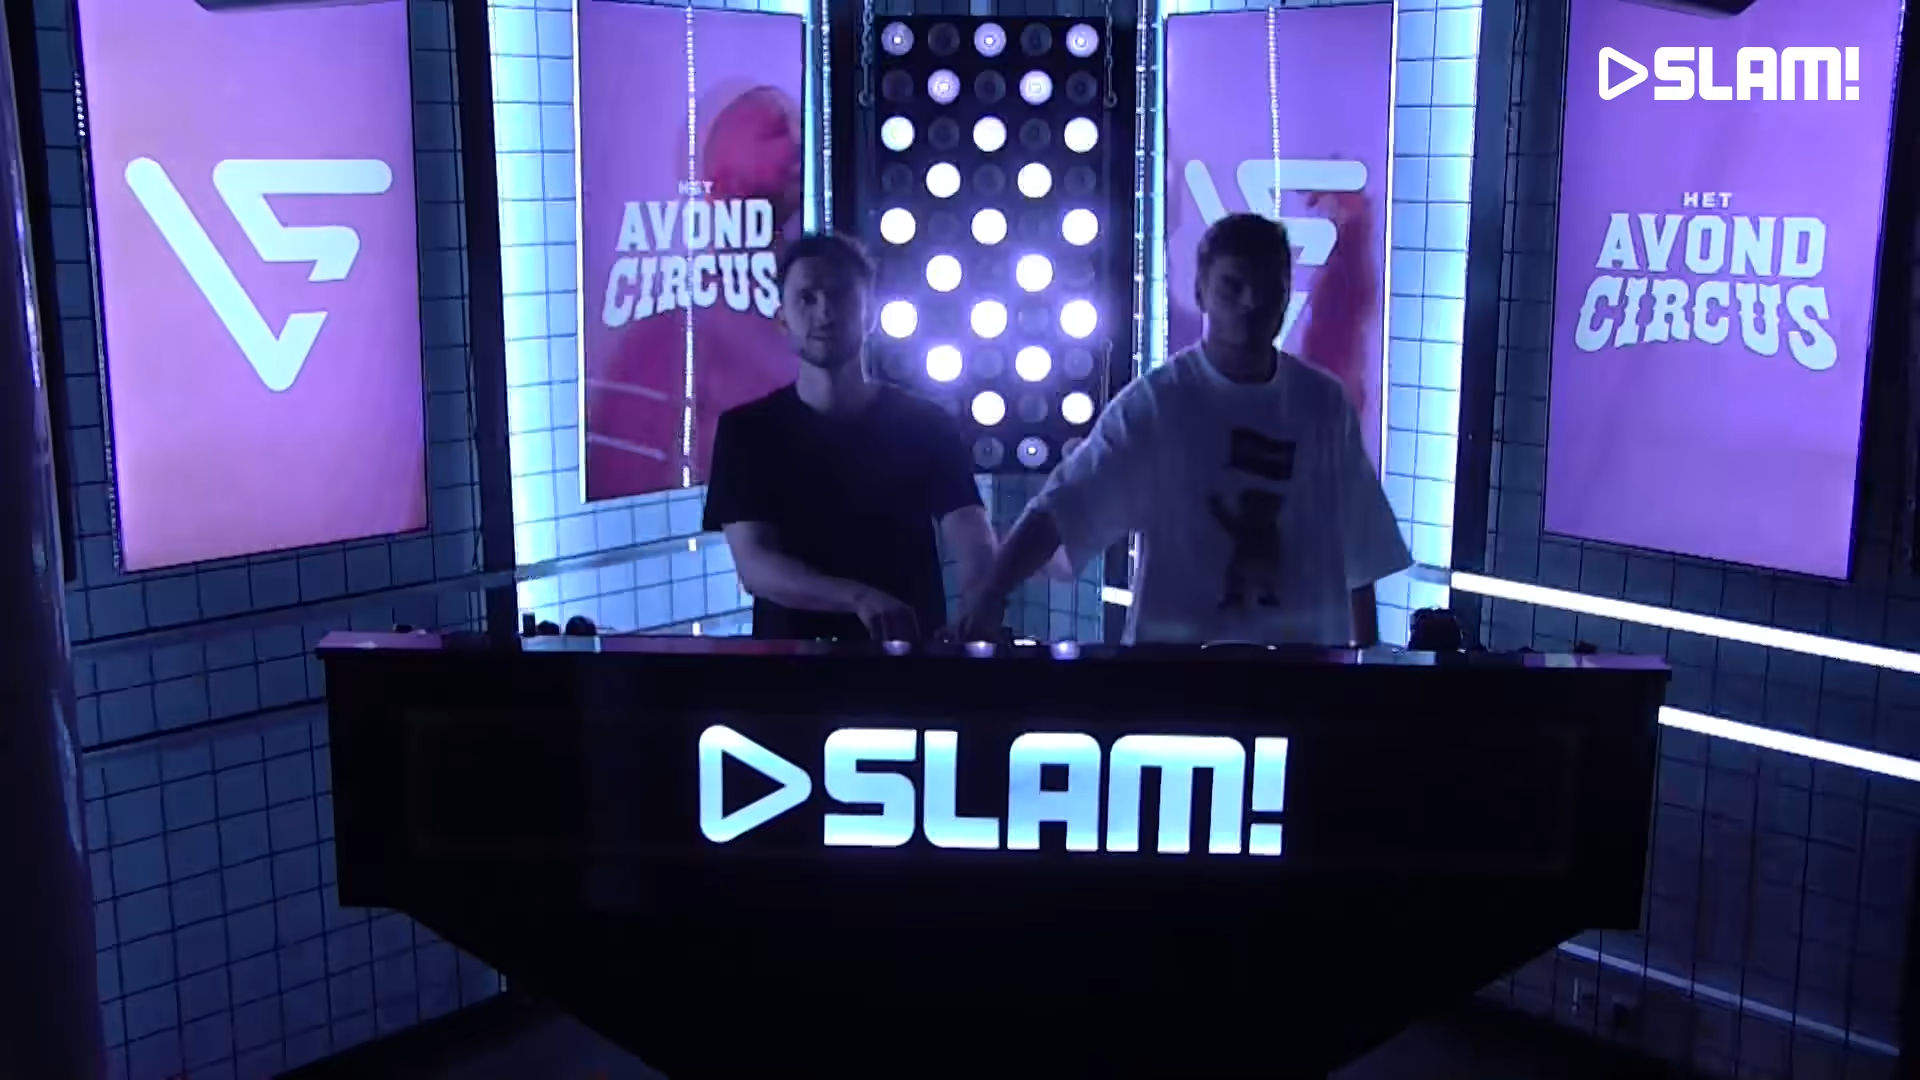 SLAM!
HET
AVOND
CIRCUS
HET
AVOND
CIRCUS
SLAM!